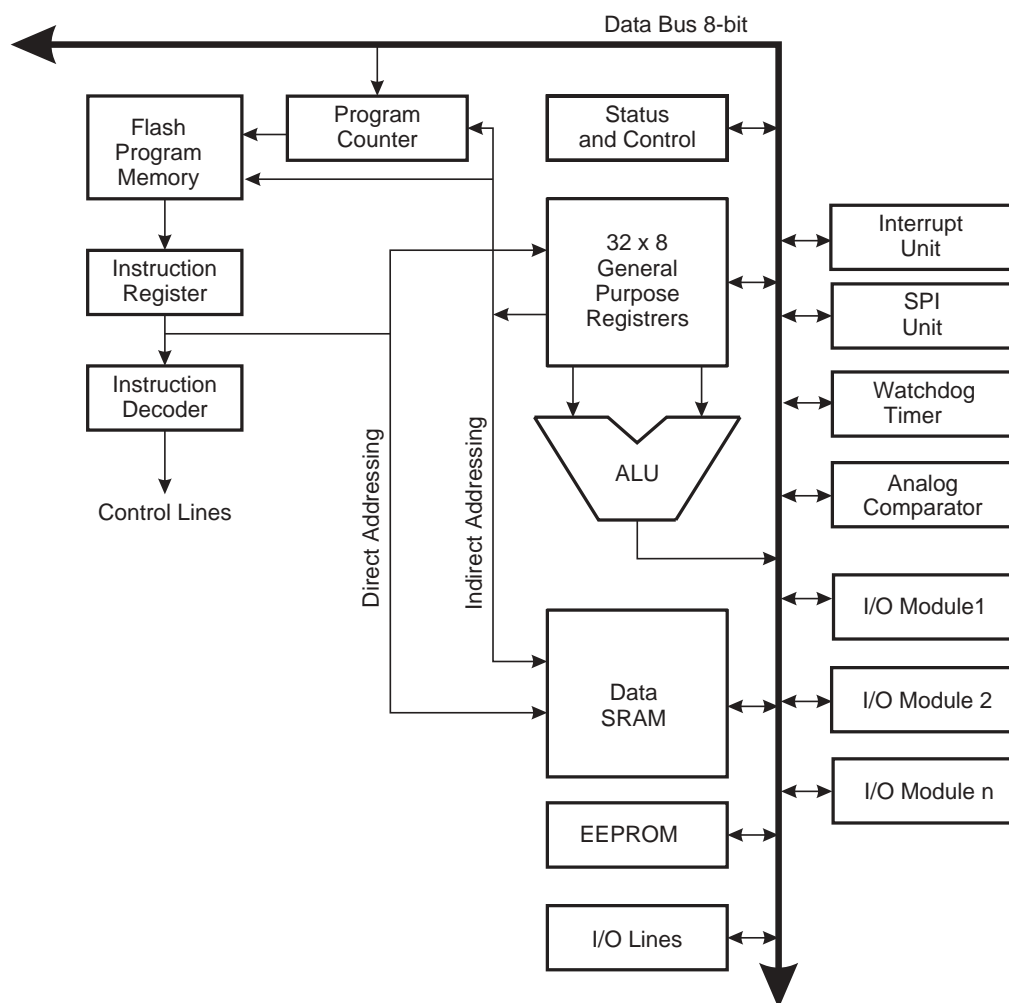 Data Bus 8-bit
Flash
Program
Memory
Program
Counter
Status
and Control
32 x 8
General
Purpose
Registrers
Interrupt
Unit
Instruction
Register
SPI
Unit
Instruction
Decoder
Watchdog
Timer
ALU
Analog
Comparator
Control Lines
Direct Addressing
Indirect Addressing
I/O Module1
Data
SRAM
I/O Module 2
I/O Module n
EEPROM
I/O Lines